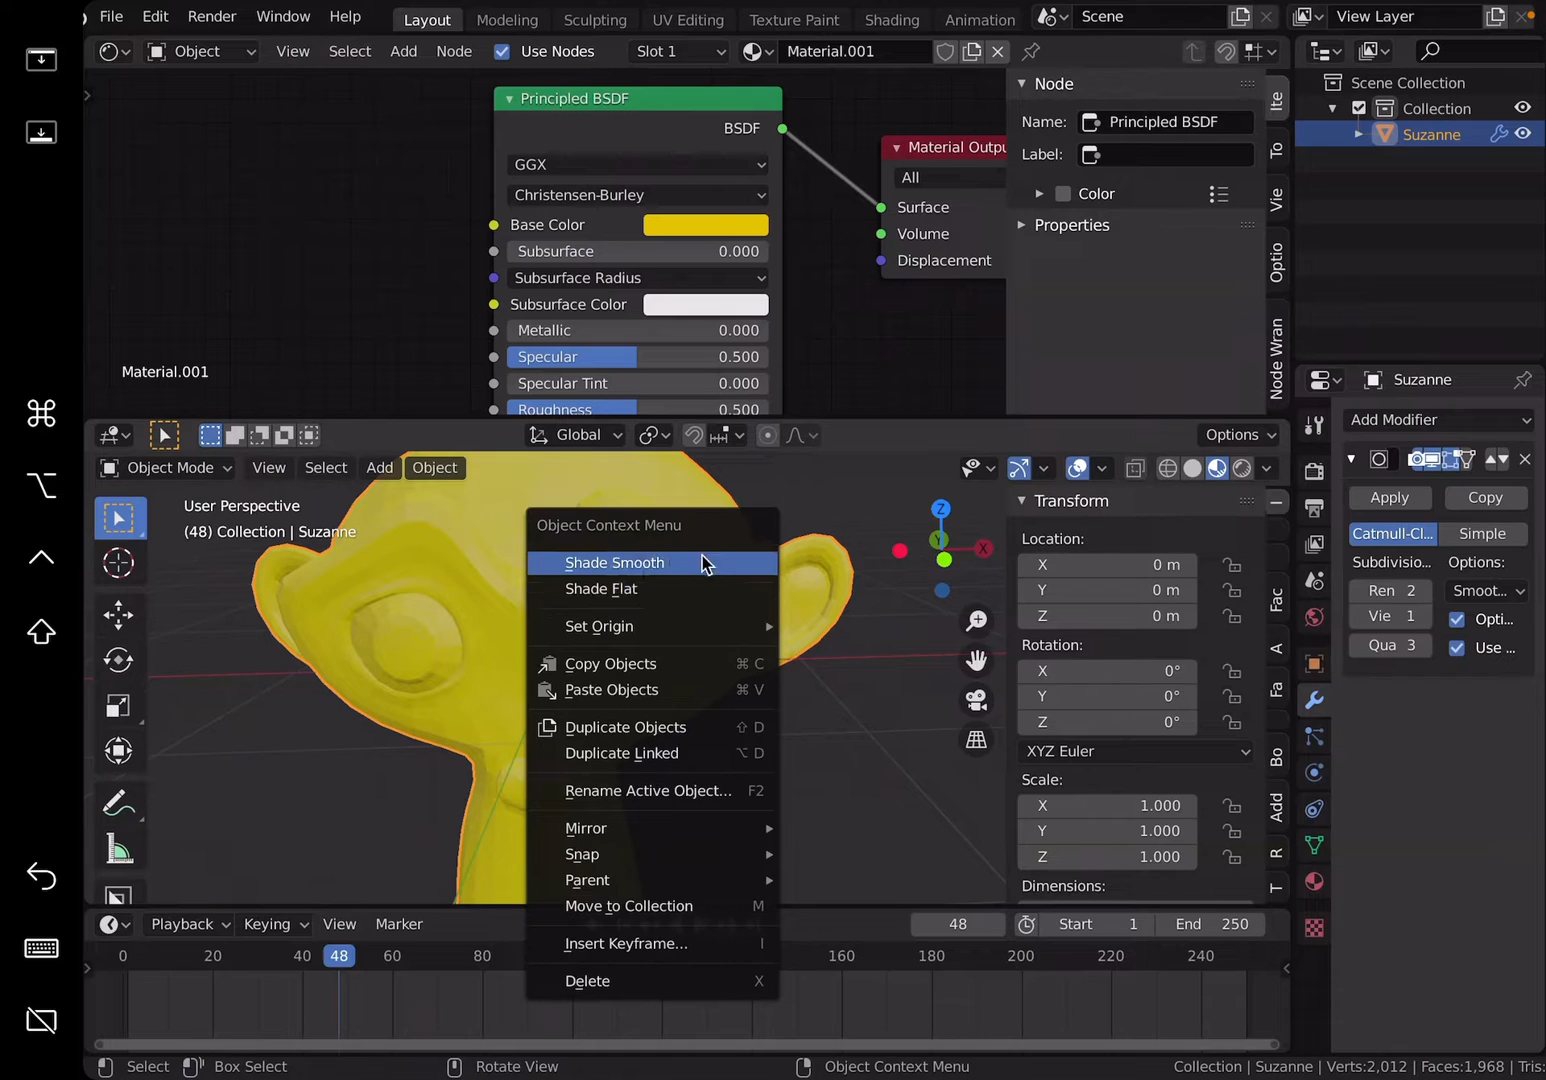 File Edit Render Window Help Layout Modeling Sculpting UV Editing Texture Paint Shading Animation Scene View Layer
Object View Select Add Node Use Nodes Slot 1 Material.001
Principled BSDF
BSDF
GGX
Christensen-Burley
Base Color
Subsurface 0.000
Subsurface Radius
Subsurface Color
Metallic 0.000
Specular 0.500
Specular Tint 0.000
Roughness 0.500
Material.001
Material Outpu
All
Surface
Volume
Displacement
Node
Name: Principled BSDF
Label:
Color
Properties
Ite
To
Vie
Optio
Node Wran
Scene Collection
Collection
Suzanne
Global Options
Object Mode View Select Add Object
User Perspective
(48) Collection | Suzanne
Object Context Menu
Shade Smooth
Shade Flat
Set Origin
Copy Objects ⌘ C
Paste Objects ⌘ V
Duplicate Objects ⇧ D
Duplicate Linked ⌥ D
Rename Active Object... F2
Mirror
Snap
Parent
Move to Collection M
Insert Keyframe... I
Delete X
Z
Y
X
Transform
Location:
X 0 m
Y 0 m
Z 0 m
Rotation:
X 0°
Y 0°
Z 0°
XYZ Euler
Scale:
X 1.000
Y 1.000
Z 1.000
Dimensions:
Fac
A
Fa
Bo
Add
R
T
Suzanne
Add Modifier
Apply Copy
Catmull-Cl... Simple
Subdivisio... Options:
Ren 2 Smoot...
Vie 1 Opti...
Qua 3 Use ...
Playback Keying View Marker 48 Start 1 End 250
0 20 40 48 60 80 160 180 200 220 240
Select Box Select Rotate View Object Context Menu Collection | Suzanne | Verts:2,012 | Faces:1,968 | Tris: